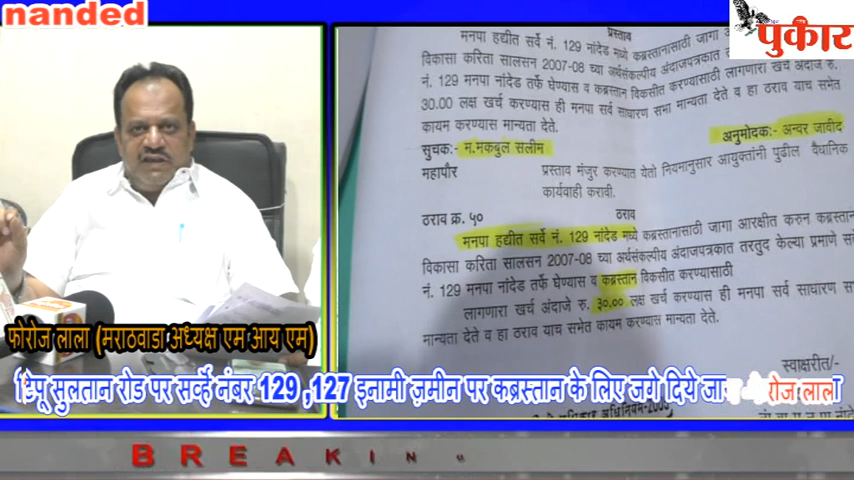 nanded
पुकार
प्रस्ताव
मनपा हद्यीत सर्वे नं. 129 नांदेड मध्ये कब्रस्तानासाठी जागा
विकासा करिता सालसन 2007-08 च्या अर्थसंकल्पीय अंदाजपत्रकात
नं. 129 मनपा नांदेड तर्फे घेण्यास व कब्रस्तान विकसीत करण्यासाठी लागणारा खर्च अंदाजे रु.
30.00 लक्ष खर्च करण्यास ही मनपा सर्व साधारण सभा मान्यता देते व हा ठराव याच सभेत
कायम करण्यास मान्यता देते.
अनुमोदक:- अन्वर जावीद
सुचक:- म.मकबुल सलीम
महापौर प्रस्ताव मंजुर करण्यात येतो नियमानुसार आयुक्तांनी पुढील वैधानिक
कार्यवाही करावी.
ठराव क्र. ५० ठराव
मनपा हद्यीत सर्वे नं. 129 नांदेड मध्ये कब्रस्तानासाठी जागा आरक्षीत करुन
विकासा करिता सालसन 2007-08 च्या अर्थसंकल्पीय अंदाजपत्रकात तरतुद केल्या प्रमाणे
नं. 129 मनपा नांदेड तर्फे घेण्यास व कब्रस्तान विकसीत करण्यासाठी
लागणारा खर्च अंदाजे रु. ३०.०० लक्ष खर्च करण्यास ही मनपा सर्व साधारण
मान्यता देते व हा ठराव याच सभेत कायम करण्यास मान्यता देते.
स्वाक्षरीत/-
फोरोज लाला (मराठवाडा अध्यक्ष एम आय एम)
टिपू सुलतान रोड पर सर्व्हे नंबर 129 ,127 इनामी ज़मीन पर कब्रस्तान के लिए जगे दिये
BREAKIN